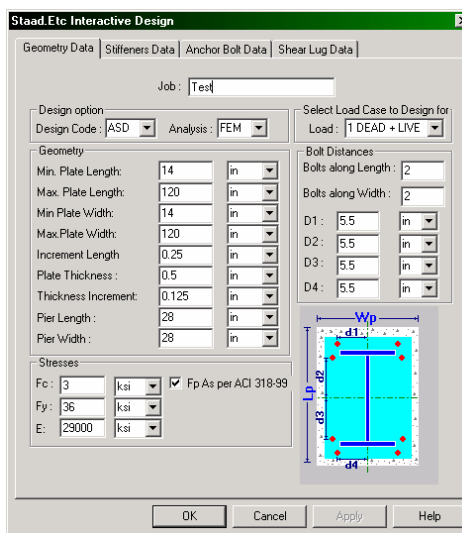 Staad.Etc Interactive Design
Geometry Data Stiffeners Data Anchor Bolt Data Shear Lug Data
Job : Test
Design option
Design Code : ASD Analysis : FEM
Select Load Case to Design for
Load : 1 DEAD + LIVE
Geometry
Min. Plate Length: 14 in
Max. Plate Length: 120 in
Min Plate Width: 14 in
Max.Plate Width: 120 in
Increment Length 0.25 in
Plate Thickness : 0.5 in
Thickness Increment: 0.125 in
Pier Length : 28 in
Pier Width : 28 in
Bolt Distances
Bolts along Length : 2
Bolts along Width : 2
D1 : 5.5 in
D2 : 5.5 in
D3 : 5.5 in
D4 : 5.5 in
Stresses
Fc : 3 ksi Fp As per ACI 318-99
Fy : 36 ksi
E: 29000 ksi
Wp
d1
Lp
d2
d3
d4
OK Cancel Apply Help